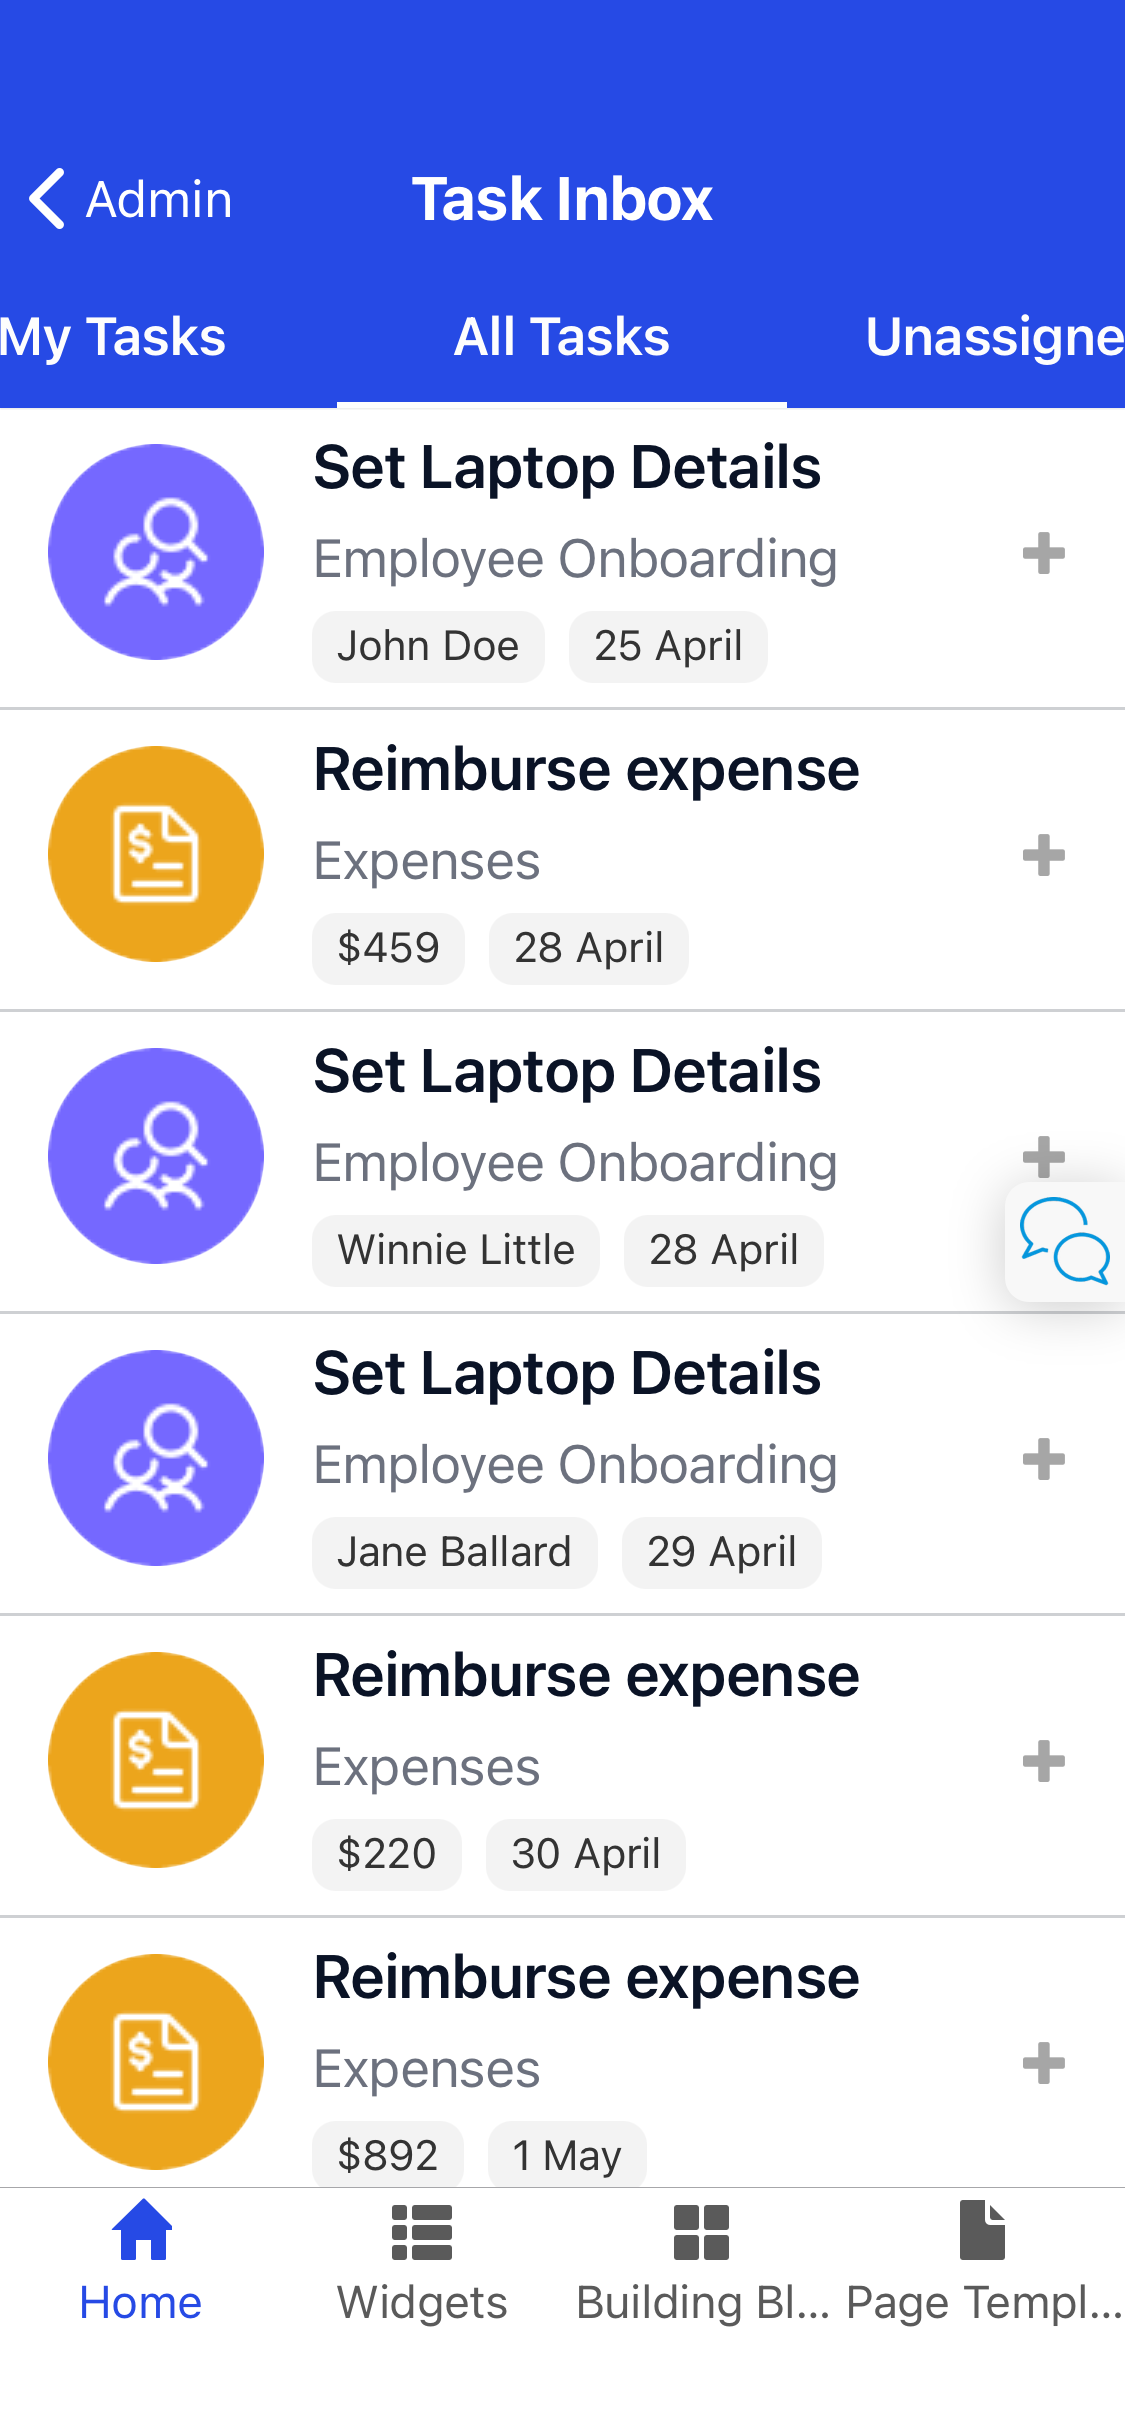 Admin
Task Inbox
My Tasks
All Tasks
Unassigne
Set Laptop Details
Employee Onboarding
John Doe
25 April
Reimburse expense
Expenses
$459
28 April
Set Laptop Details
Employee Onboarding
Winnie Little
28 April
Set Laptop Details
Employee Onboarding
Jane Ballard
29 April
Reimburse expense
Expenses
$220
30 April
Reimburse expense
Expenses
$892
1 May
Home
Widgets
Building Bl...
Page Templ...